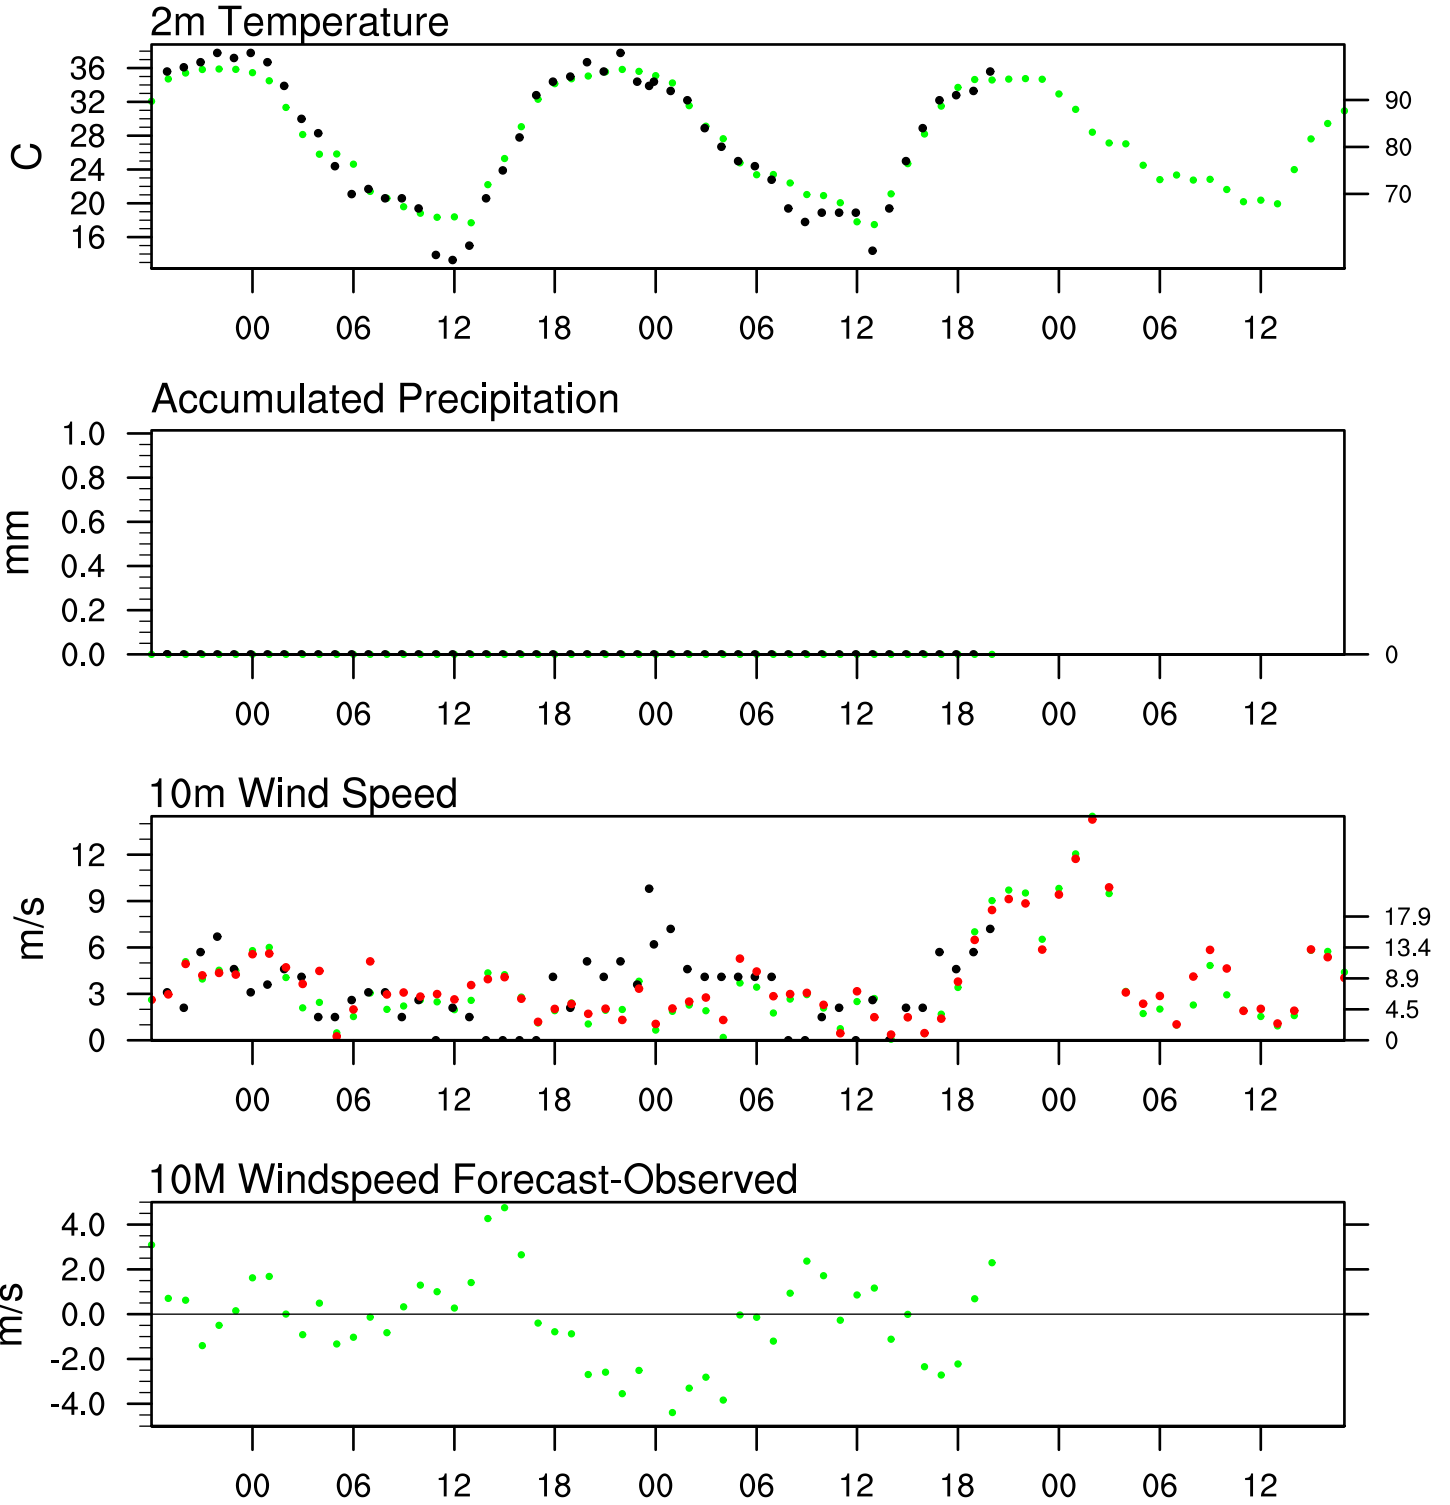 2m Temperature
C
36
32
28
24
20
16
90
80
70
00 06 12 18 00 06 12 18 00 06 12
Accumulated Precipitation
mm
1.0
0.8
0.6
0.4
0.2
0.0
0
00 06 12 18 00 06 12 18 00 06 12
10m Wind Speed
m/s
12
9
6
3
0
17.9
13.4
8.9
4.5
0
00 06 12 18 00 06 12 18 00 06 12
10M Windspeed Forecast-Observed
m/s
4.0
2.0
0.0
-2.0
-4.0
00 06 12 18 00 06 12 18 00 06 12